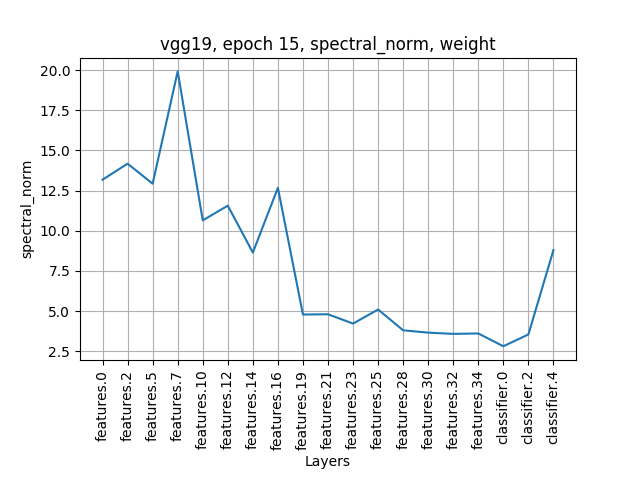 vgg19, epoch 15, spectral_norm, weight
20.0
17.5
15.0
12.5
10.0
7.5
5.0
2.5
spectral_norm
features.0
features.2
features.5
features.7
features.10
features.12
features.14
features.16
features.19
features.21
features.23
features.25
features.28
features.30
features.32
features.34
classifier.0
classifier.2
classifier.4
Layers